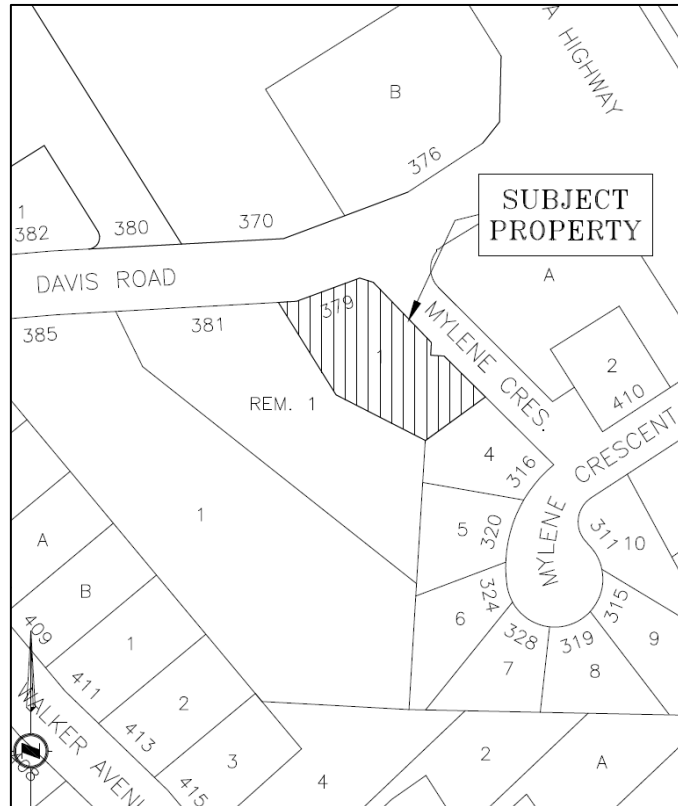 A HIGHWAY
B
376
1
382
380
370
SUBJECT
PROPERTY
DAVIS ROAD
A
379
1
MYLENE CRES.
385
381
2
410
REM. 1
4
316
MYLENE CRESCENT
1
5
320
311
10
A
B
6
324
328
319
315
9
7
8
409
1
411
2
413
3
415
WALKER AVENU
4
2
A